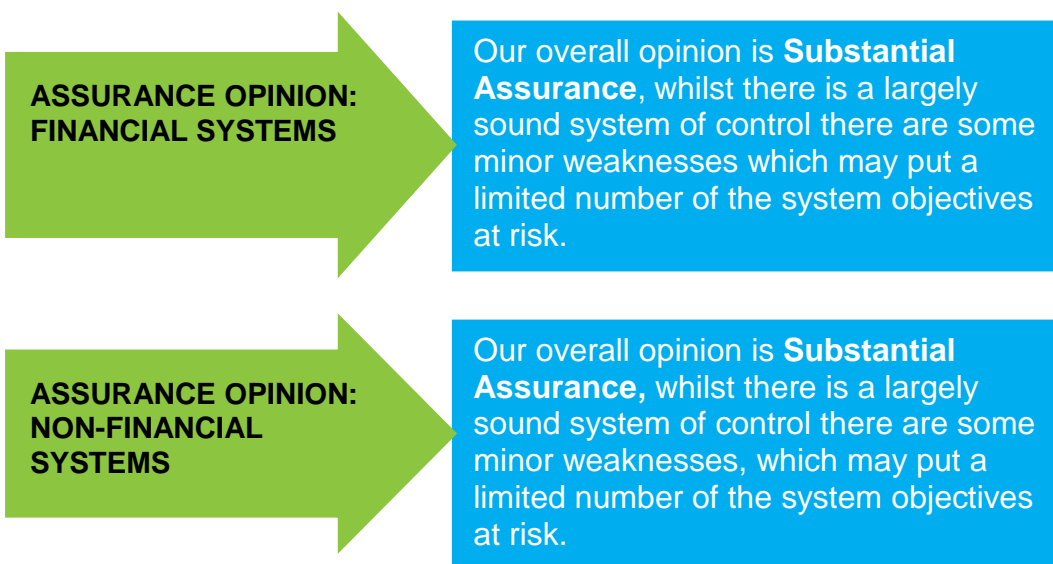 ASSURANCE OPINION:
FINANCIAL SYSTEMS
Our overall opinion is Substantial
Assurance, whilst there is a largely
sound system of control there are some
minor weaknesses which may put a
limited number of the system objectives
at risk.
ASSURANCE OPINION:
NON-FINANCIAL
SYSTEMS
Our overall opinion is Substantial
Assurance, whilst there is a largely
sound system of control there are some
minor weaknesses, which may put a
limited number of the system objectives
at risk.